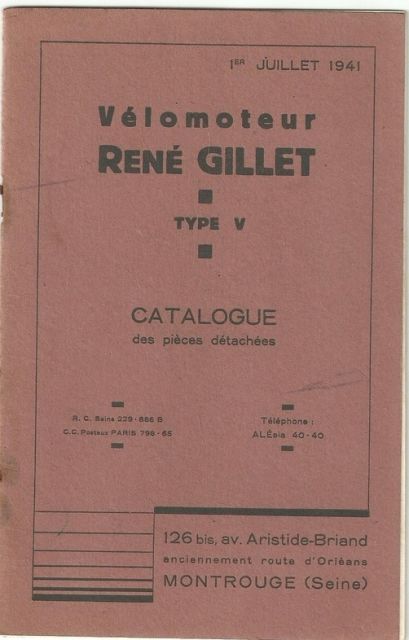 1ER JUILLET 1941
Vélomoteur
RENÉ GILLET
TYPE V
CATALOGUE
des pièces détachées
R. C. Seine 229-886 B
C.C. Postaux PARIS 798-65
Téléphone :
ALÉsia 40-40
126 bis, av. Aristide-Briand
anciennement route d'Orléans
MONTROUGE (Seine)